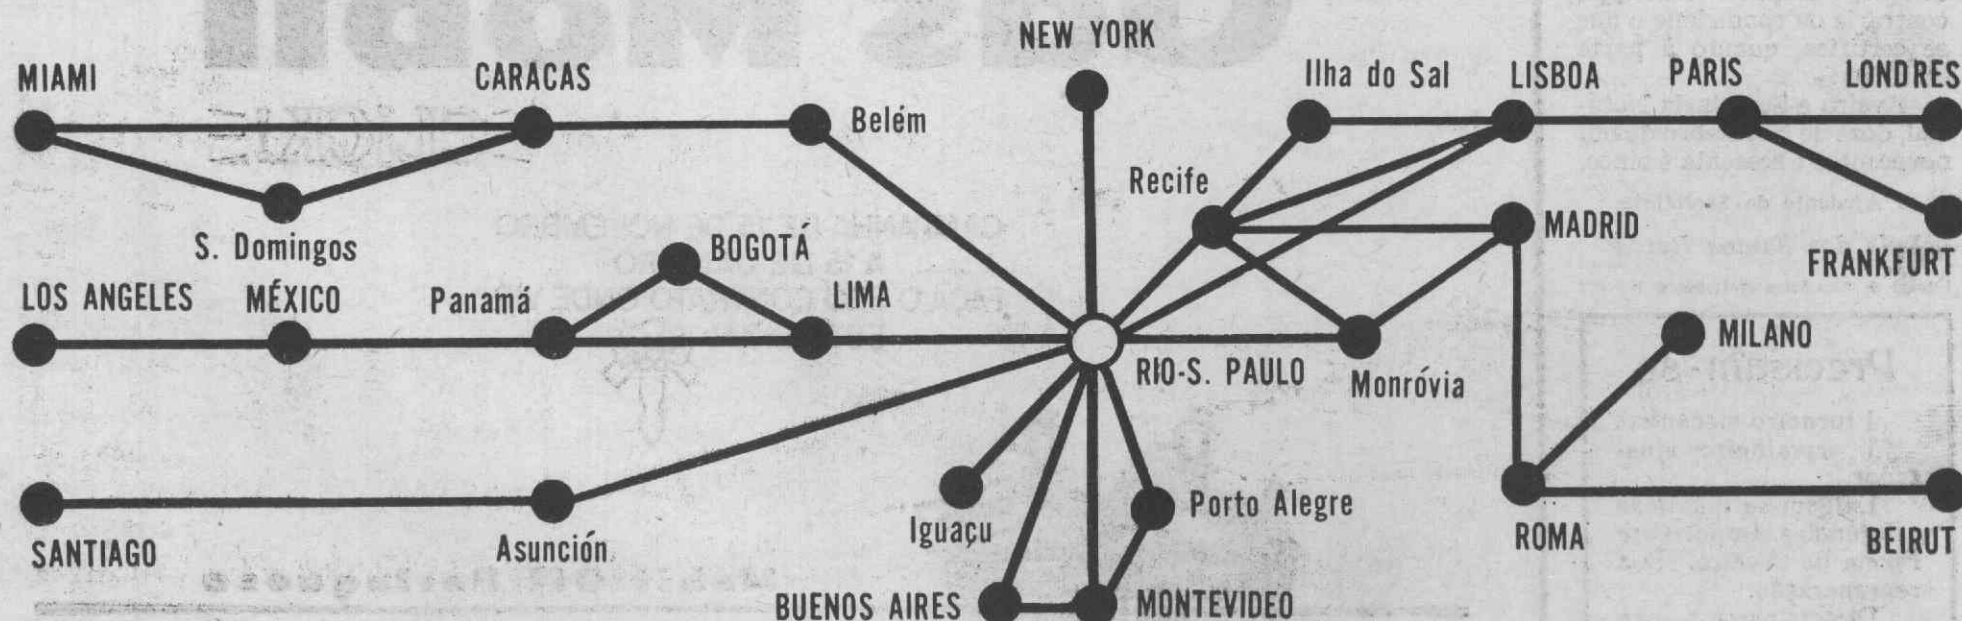 NEW YORK
MIAMI
CARACAS
Ilha do Sal
LISBOA
PARIS
LONDRES
Belém
Recife
S. Domingos
BOGOTÁ
MADRID
FRANKFURT
LOS ANGELES
MÉXICO
Panamá
LIMA
MILANO
RIO-S. PAULO
Monróvia
Porto Alegre
SANTIAGO
Asunción
Iguaçu
ROMA
BEIRUT
BUENOS AIRES
MONTEVIDEO